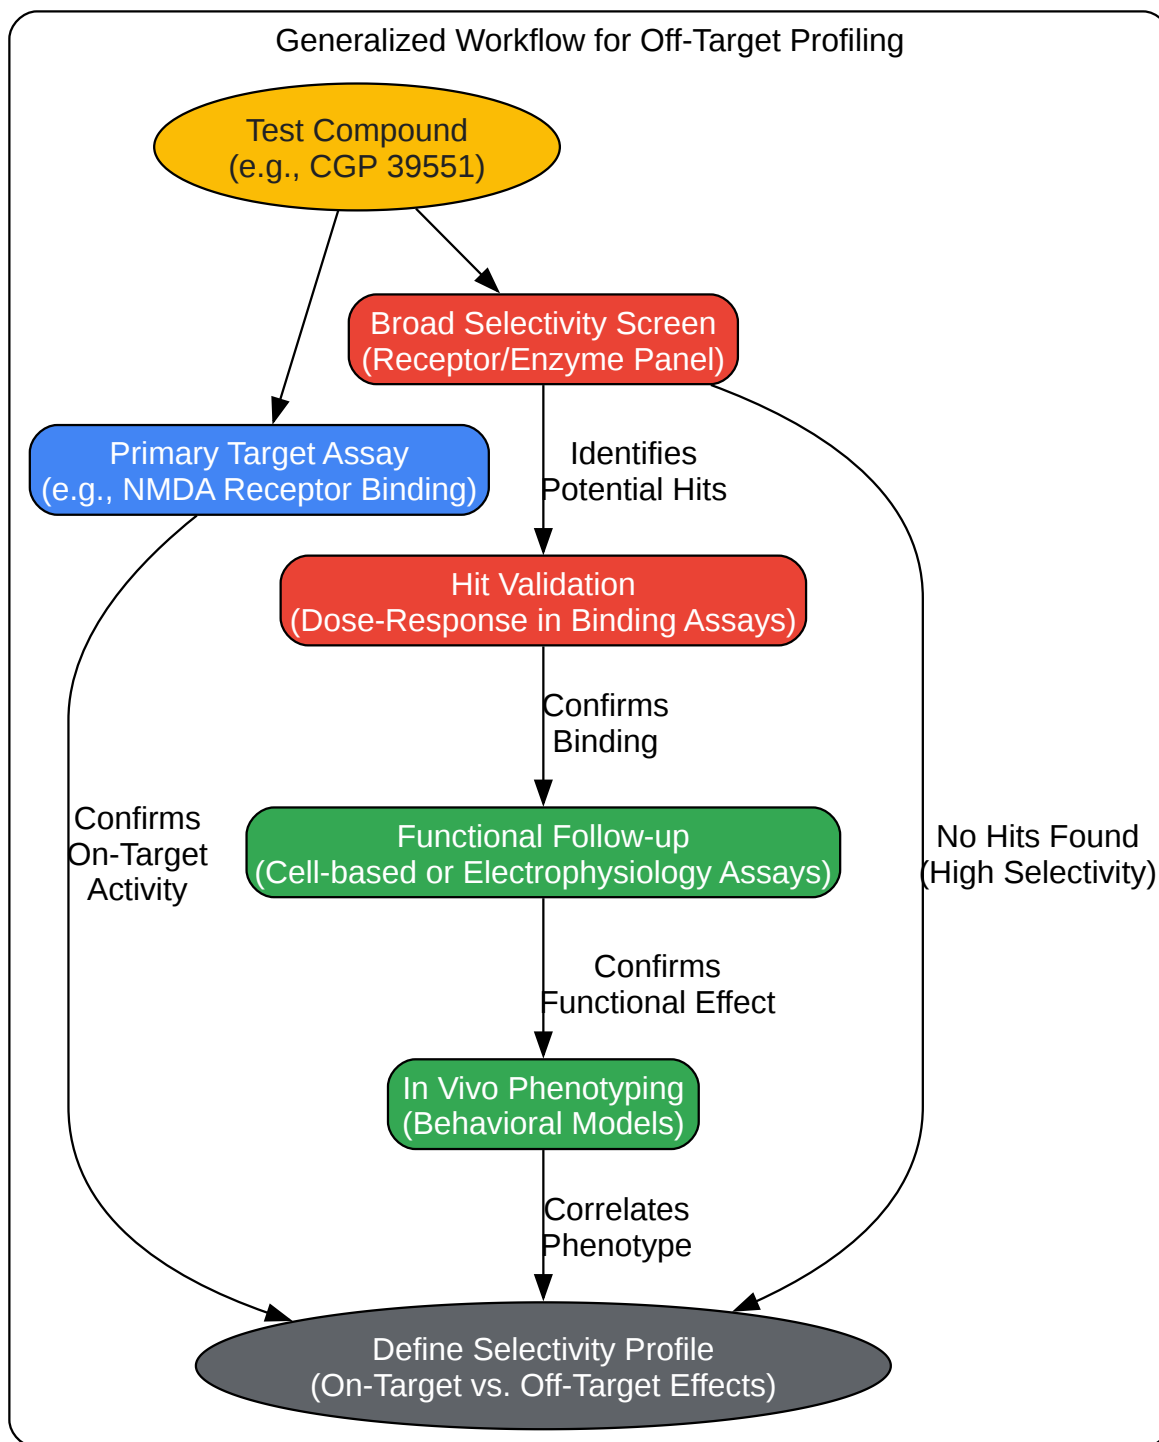 Generalized Workflow for Off-Target Profiling
Test Compound
(e.g., CGP 39551)
Broad Selectivity Screen
(Receptor/Enzyme Panel)
Primary Target Assay
(e.g., NMDA Receptor Binding)
Identifies
Potential Hits
Hit Validation
(Dose-Response in Binding Assays)
Confirms
Binding
Confirms
On-Target
Activity
Functional Follow-up
(Cell-based or Electrophysiology Assays)
No Hits Found
(High Selectivity)
Confirms
Functional Effect
In Vivo Phenotyping
(Behavioral Models)
Correlates
Phenotype
Define Selectivity Profile
(On-Target vs. Off-Target Effects)